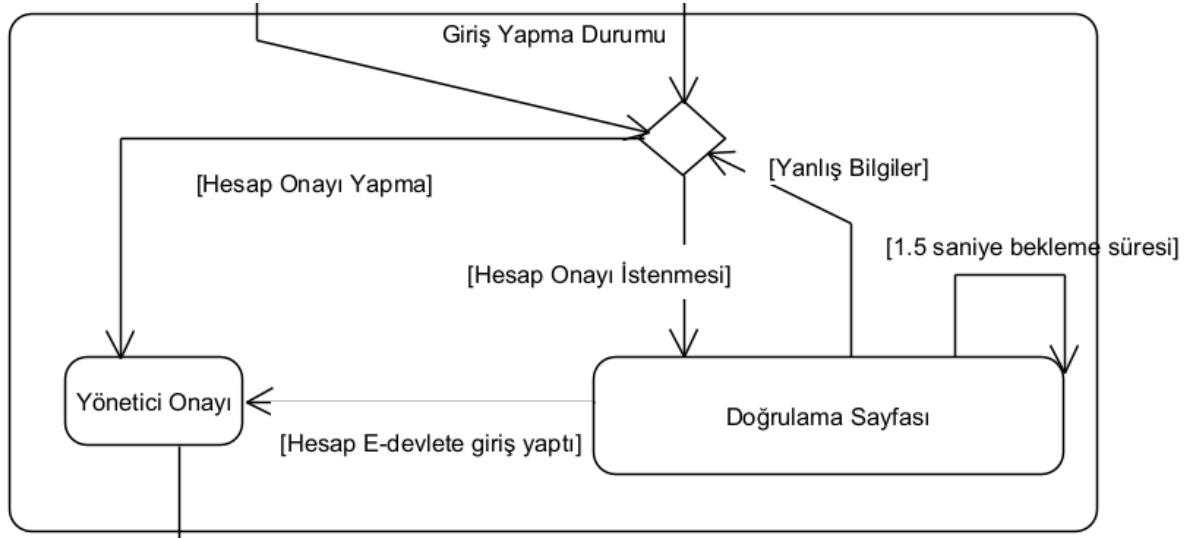 Giriş Yapma Durumu
[Yanlış Bilgiler]
[Hesap Onayı Yapma]
[1.5 saniye bekleme süresi]
[Hesap Onayı İstenmesi]
Yönetici Onayı
Doğrulama Sayfası
[Hesap E-devlete giriş yaptı]